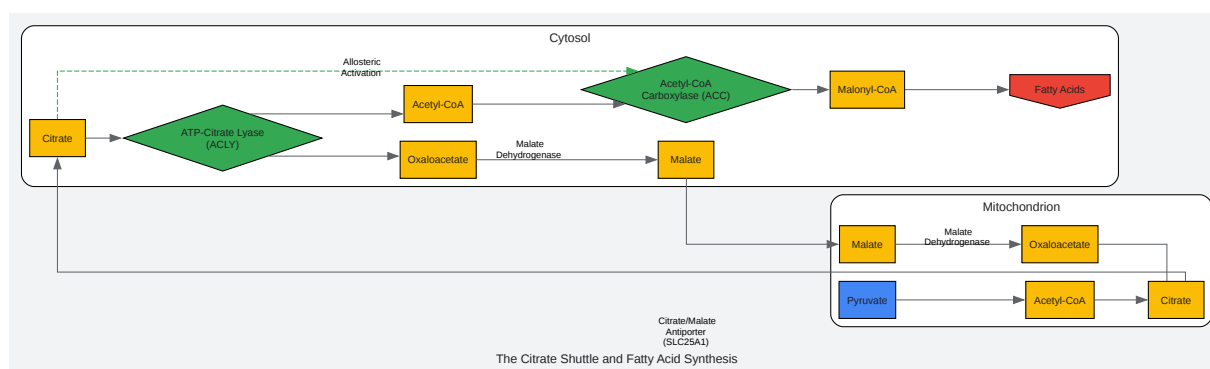 Cytosol
Allosteric
Activation
Acetyl-CoA
Carboxylase (ACC)
Malonyl-CoA
Fatty Acids
Acetyl-CoA
Citrate
ATP-Citrate Lyase
(ACLY)
Oxaloacetate
Malate
Dehydrogenase
Malate
Mitochondrion
Malate
Malate
Dehydrogenase
Oxaloacetate
Pyruvate
Acetyl-CoA
Citrate
Citrate/Malate
Antiporter
(SLC25A1)
The Citrate Shuttle and Fatty Acid Synthesis